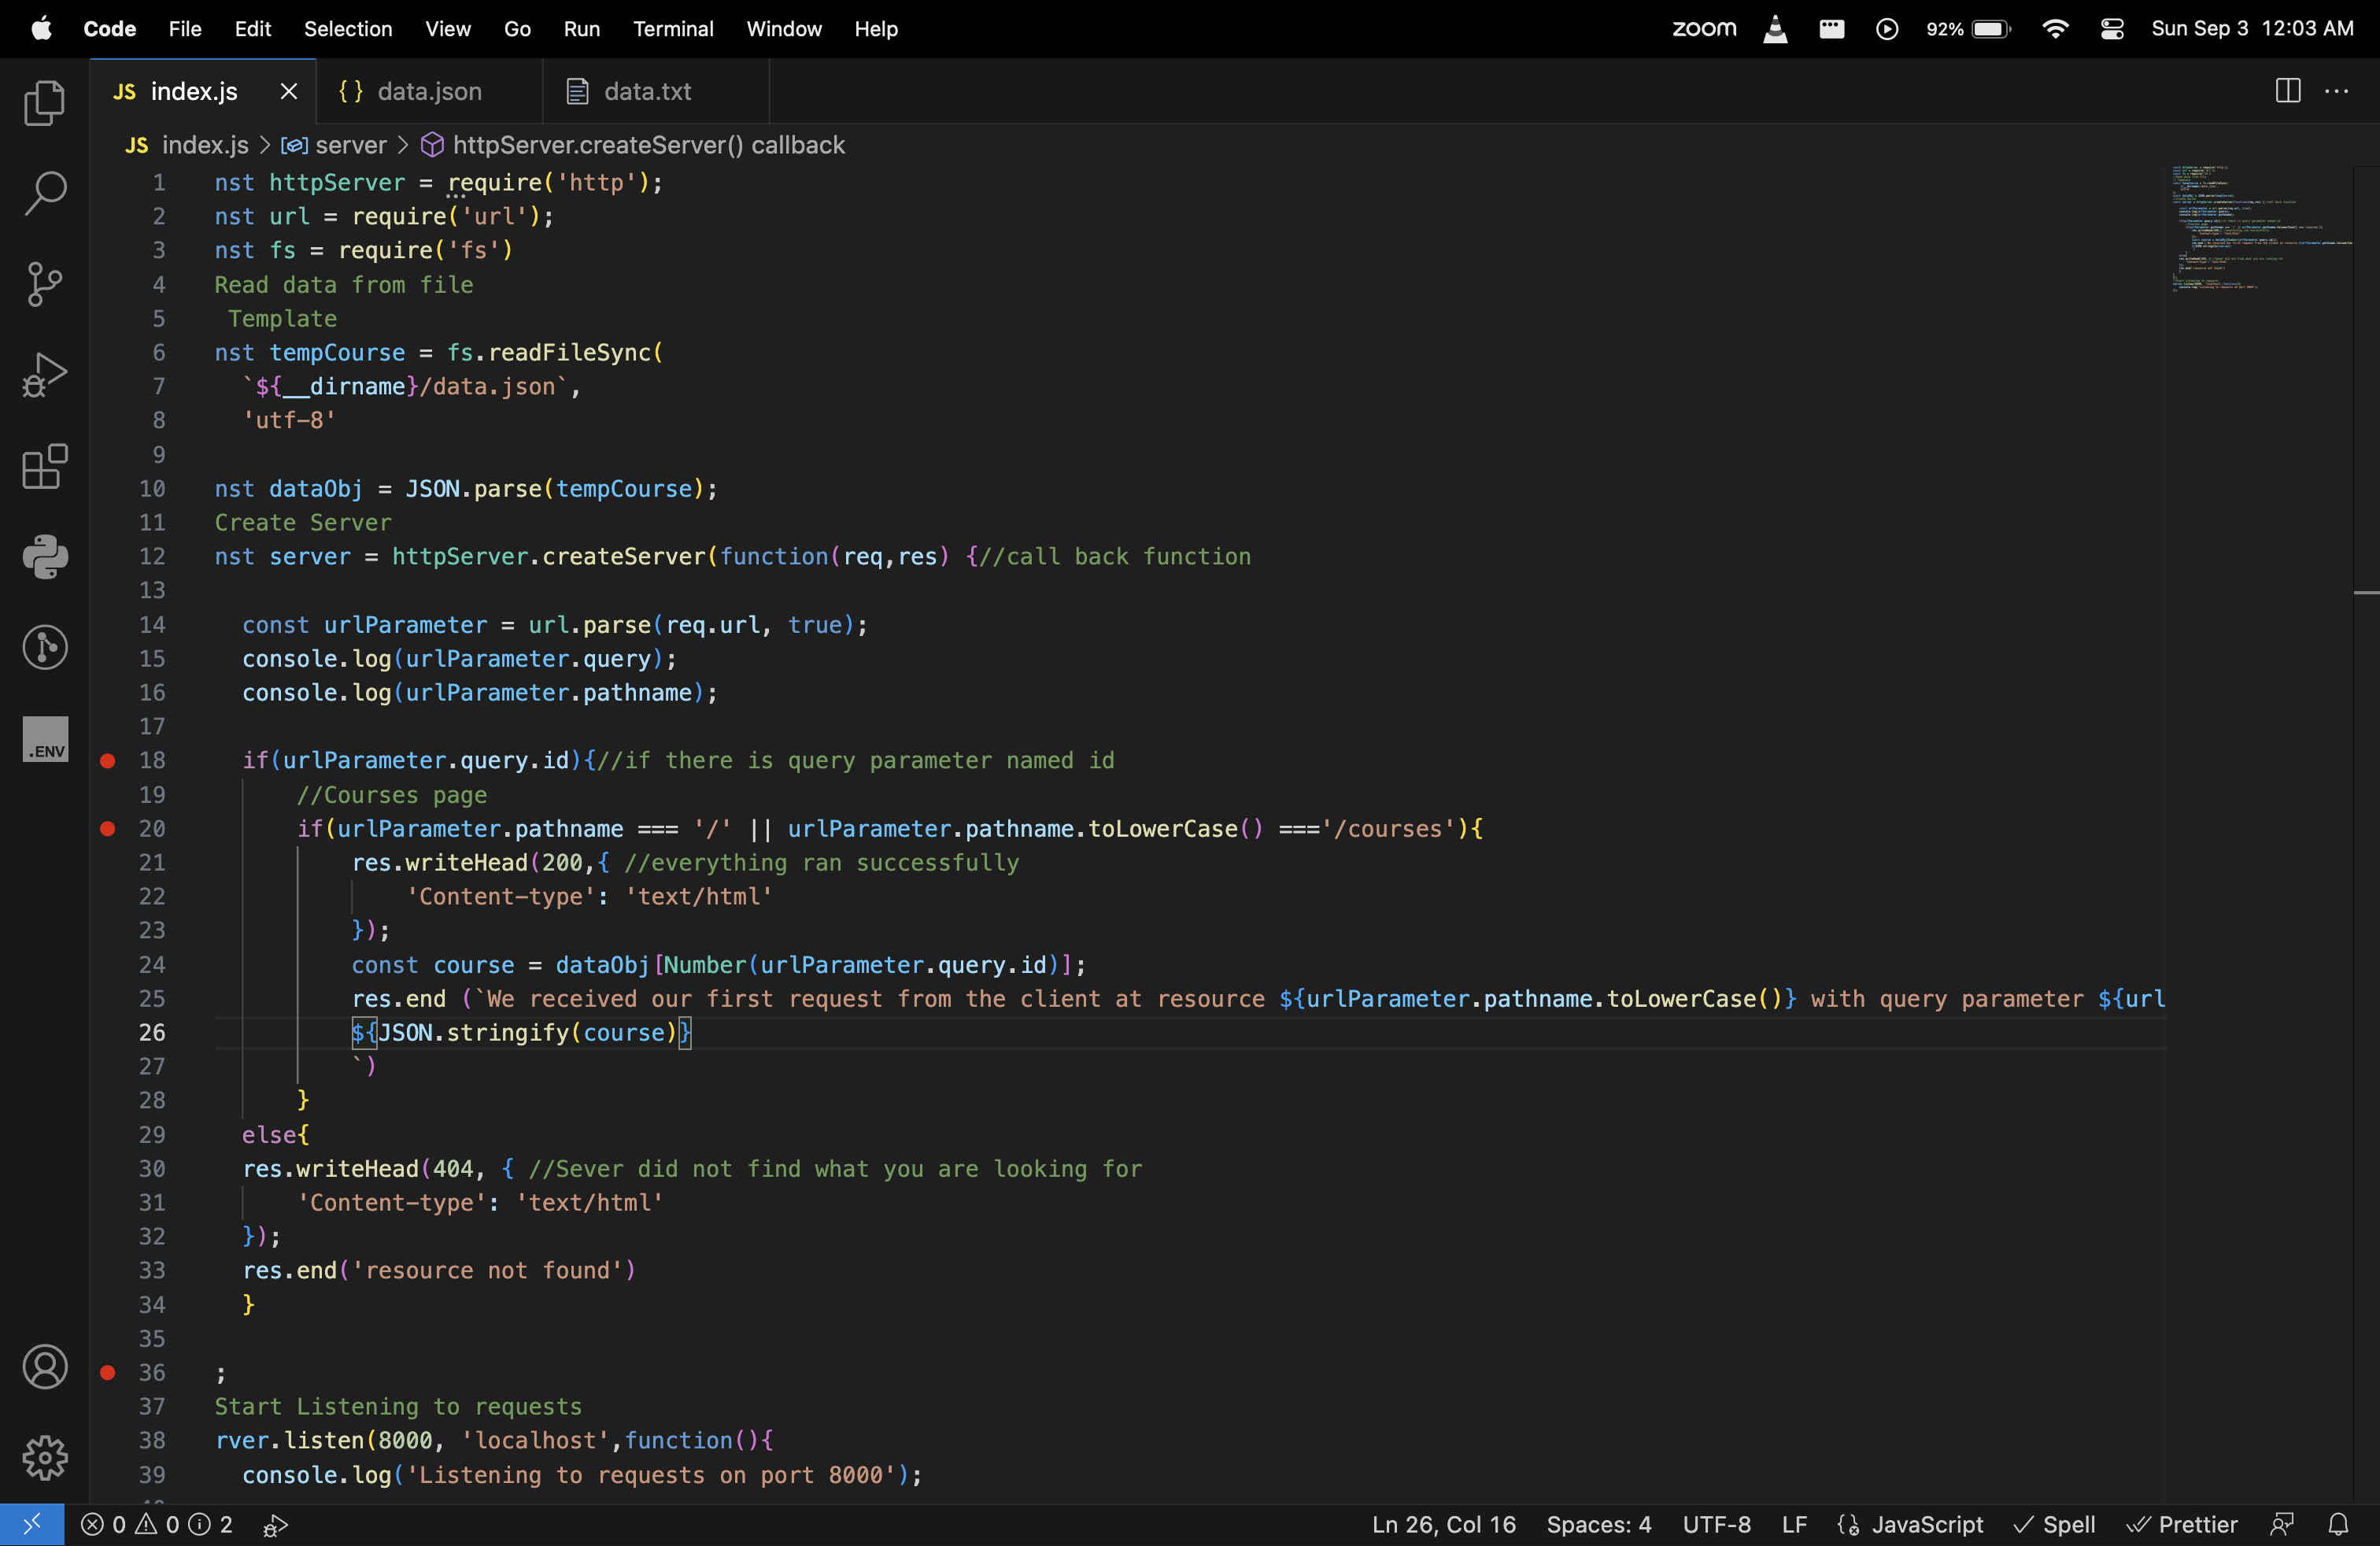 Code File Edit Selection View Go Run Terminal Window Help zoom 92% Sun Sep 3 12:03 AM
JS index.js {} data.json data.txt
JS index.js > server > httpServer.createServer() callback
1 nst httpServer = require('http');
2 nst url = require('url');
3 nst fs = require('fs')
4 Read data from file
5 Template
6 nst tempCourse = fs.readFileSync(
7 `${__dirname}/data.json`,
8 'utf-8'
9
10 nst dataObj = JSON.parse(tempCourse);
11 Create Server
12 nst server = httpServer.createServer(function(req,res) {//call back function
13
14 const urlParameter = url.parse(req.url, true);
15 console.log(urlParameter.query);
16 console.log(urlParameter.pathname);
17
18 if(urlParameter.query.id){//if there is query parameter named id
19 //Courses page
20 if(urlParameter.pathname === '/' || urlParameter.pathname.toLowerCase() ==='/courses'){
21 res.writeHead(200,{ //everything ran successfully
22 'Content-type': 'text/html'
23 });
24 const course = dataObj[Number(urlParameter.query.id)];
25 res.end (`We received our first request from the client at resource ${urlParameter.pathname.toLowerCase()} with query parameter ${url
26 ${JSON.stringify(course)}
27 `)
28 }
29 else{
30 res.writeHead(404, { //Sever did not find what you are looking for
31 'Content-type': 'text/html'
32 });
33 res.end('resource not found')
34 }
35
36 ;
37 Start Listening to requests
38 rver.listen(8000, 'localhost',function(){
39 console.log('Listening to requests on port 8000');
.ENV
0 0 2 Ln 26, Col 16 Spaces: 4 UTF-8 LF JavaScript Spell Prettier